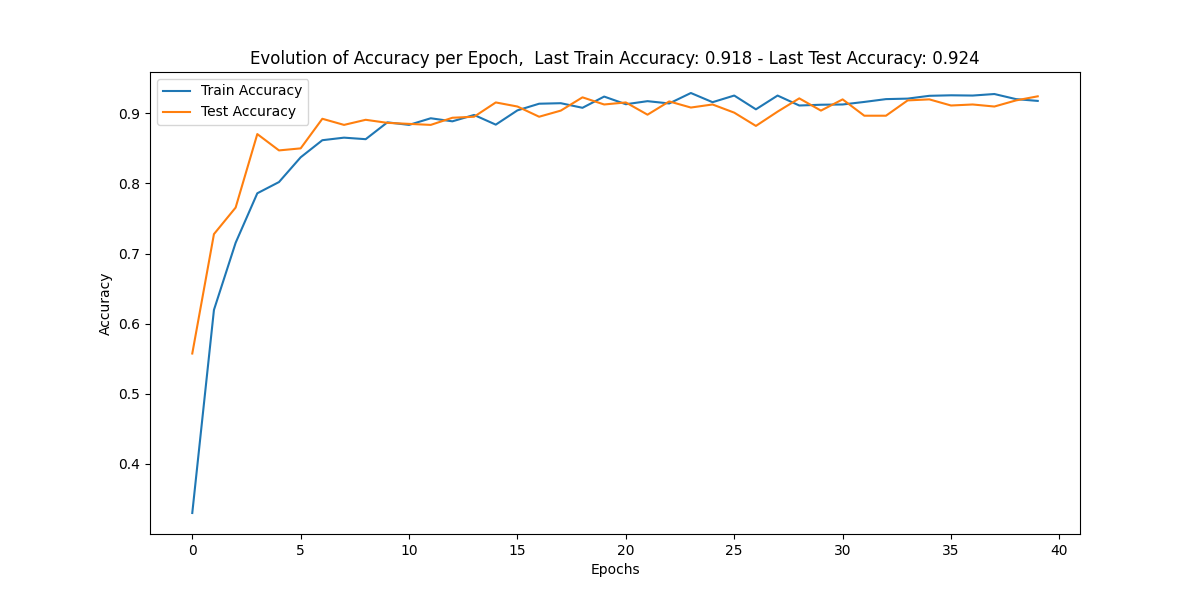 Evolution of Accuracy per Epoch,  Last Train Accuracy: 0.918 - Last Test Accuracy: 0.924
Train Accuracy
Test Accuracy
0.9
0.8
0.7
0.6
0.5
0.4
Accuracy
0 5 10 15 20 25 30 35 40
Epochs